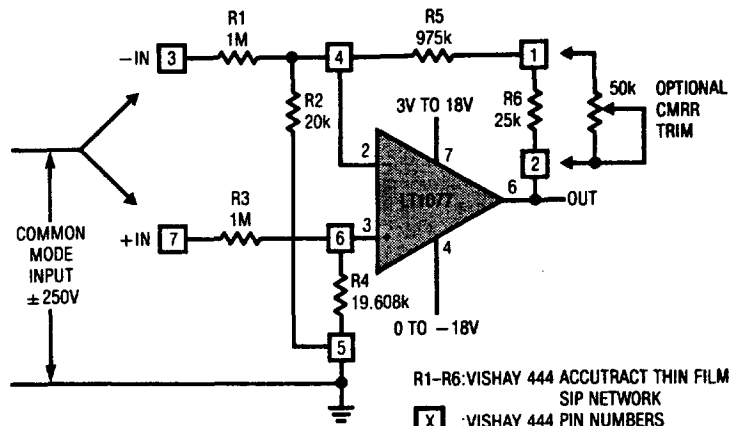 R1
1M
−IN
3
4
R5
975k
1
R2
20k
3V TO 18V
R6
25k
50k
OPTIONAL
CMRR
TRIM
2
2
7
−
LT1077
6
OUT
COMMON
MODE
INPUT
±250V
R3
1M
+IN
7
6
3
+
4
R4
19.608k
0 TO −18V
5
R1–R6:VISHAY 444 ACCUTRACT THIN FILM
SIP NETWORK
X :VISHAY 444 PIN NUMBERS